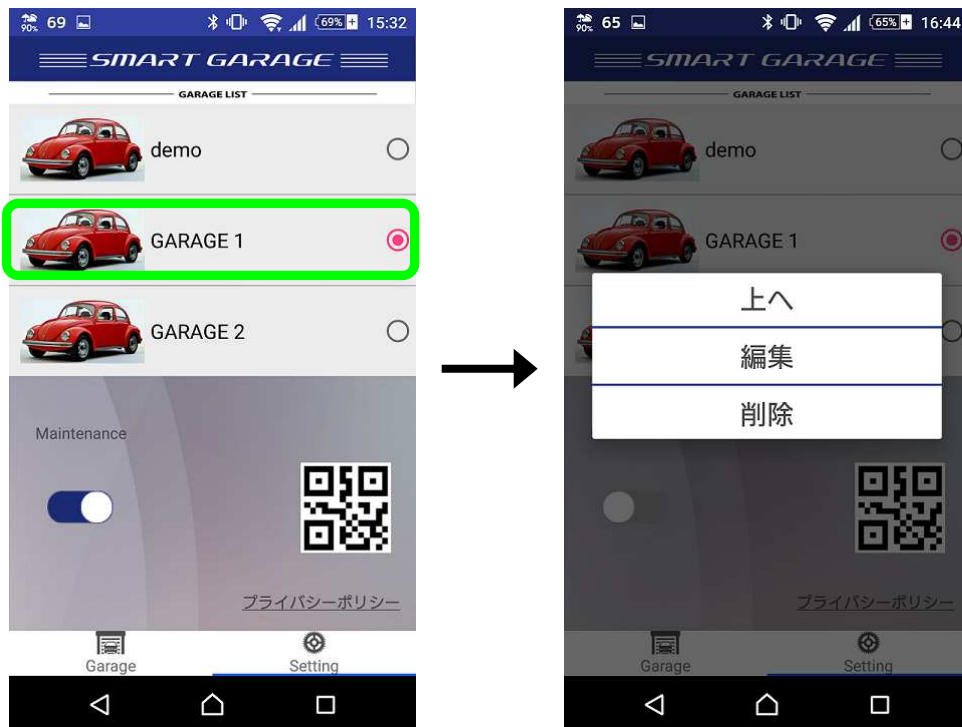 90% 69 69% 15:32
SMART GARAGE
GARAGE LIST
demo
GARAGE 1
GARAGE 2
Maintenance
プライバシーポリシー
Garage Setting
90% 65 65% 16:44
SMART GARAGE
GARAGE LIST
demo
GARAGE 1
上へ
編集
削除
プライバシーポリシー
Garage Setting